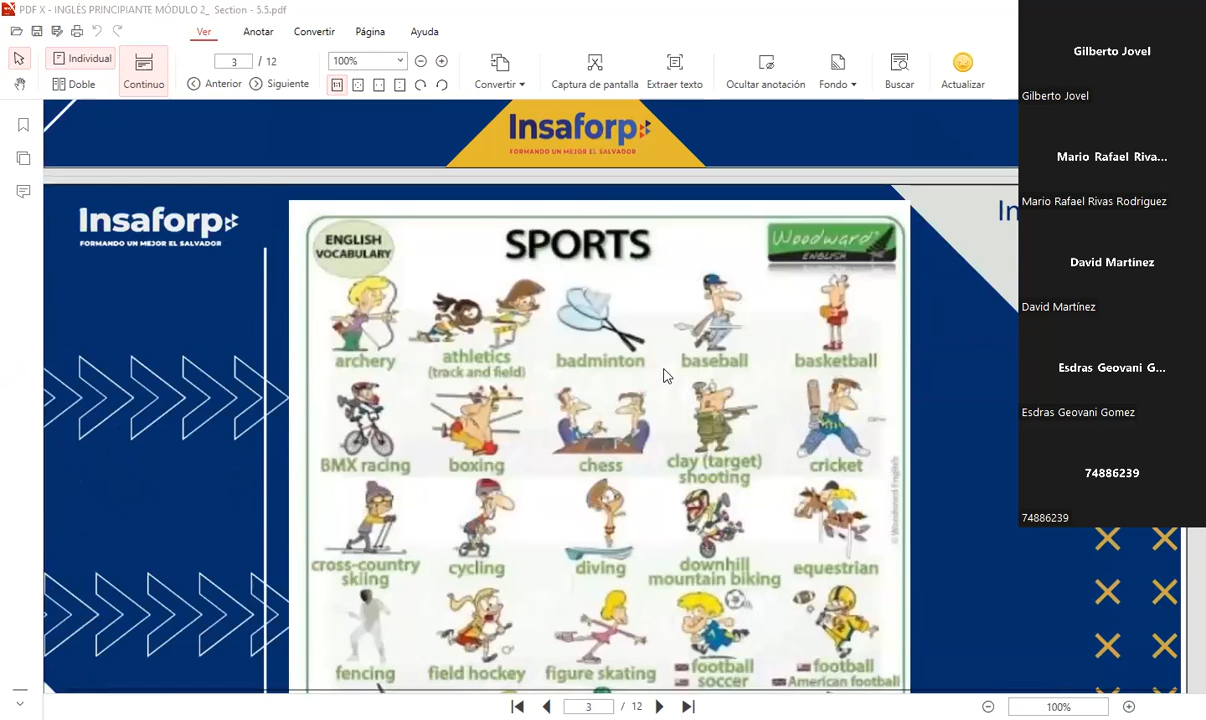 PDF X - INGLÉS PRINCIPIANTE MÓDULO 2_ Section - 5.5.pdf
Ver Anotar Convertir Página Ayuda
Individual
Doble
Continuo
3 / 12
Anterior Siguiente
100%
Convertir
Captura de pantalla
Extraer texto
Ocultar anotación
Fondo
Buscar
Actualizar
Insaforp
FORMANDO UN MEJOR EL SALVADOR
Insaforp
FORMANDO UN MEJOR EL SALVADOR
In
ENGLISH
VOCABULARY
SPORTS
Woodward
ENGLISH
archery
athletics
(track and field)
badminton
baseball
basketball
BMX racing
boxing
chess
clay (target)
shooting
cricket
cross-country
skiing
cycling
diving
downhill
mountain biking
equestrian
fencing
field hockey
figure skating
football
soccer
football
American football
© Woodward English
Gilberto Jovel
Gilberto Jovel
Mario Rafael Riva...
Mario Rafael Rivas Rodriguez
David Martínez
David Martínez
Esdras Geovani G...
Esdras Geovani Gomez
74886239
74886239
3 / 12
100%